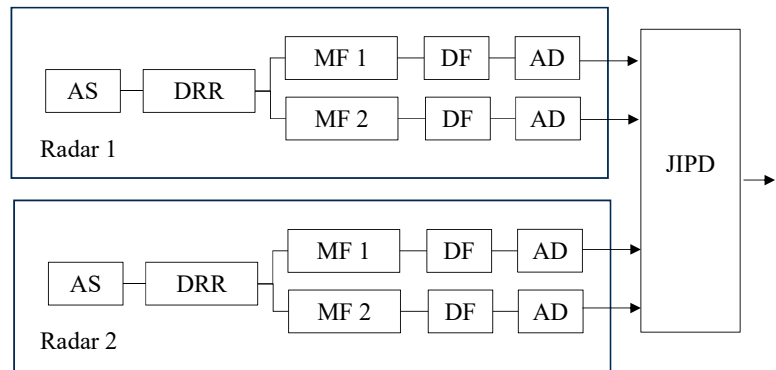 MF 1 DF AD
AS DRR
MF 2 DF AD
Radar 1
JIPD
MF 1 DF AD
AS DRR
MF 2 DF AD
Radar 2